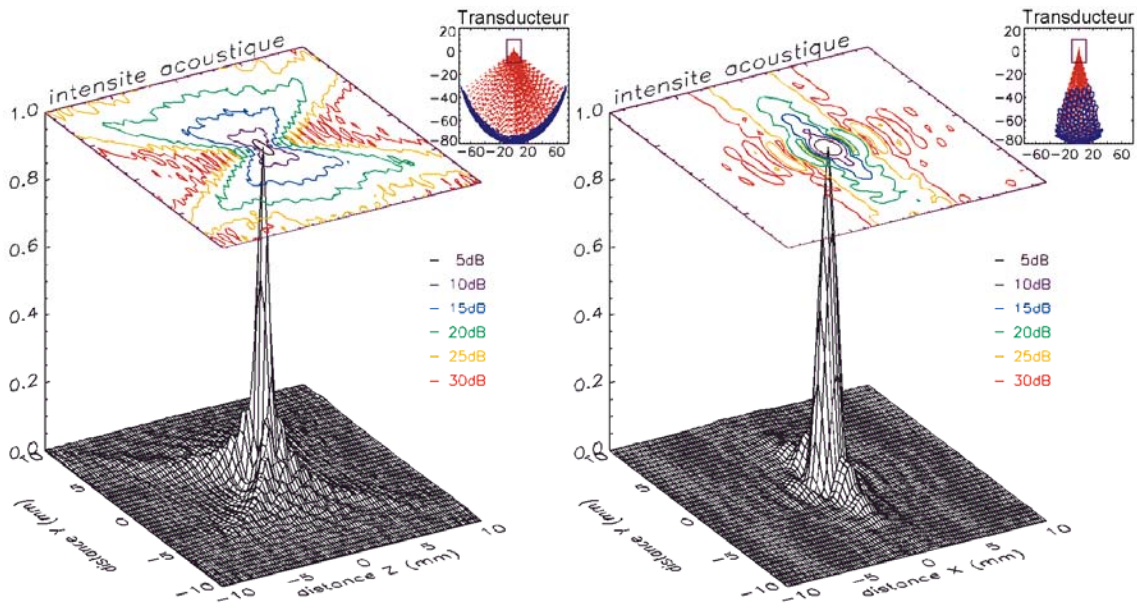 Transducteur
20
0
−20
−40
−60
−80
−60 −20 20 60
intensite acoustique
1.0
0.8
0.6
0.4
0.2
0.0
5dB
10dB
15dB
20dB
25dB
30dB
10
5
0
−5
−10
distance Y (mm)
−10
−5
0
5
10
distance Z (mm)
Transducteur
20
0
−20
−40
−60
−80
−60 −20 20 60
intensite acoustique
1.0
0.8
0.6
0.4
0.2
0.0
5dB
10dB
15dB
20dB
25dB
30dB
10
5
0
−5
−10
distance Y (mm)
−10
−5
0
5
10
distance X (mm)